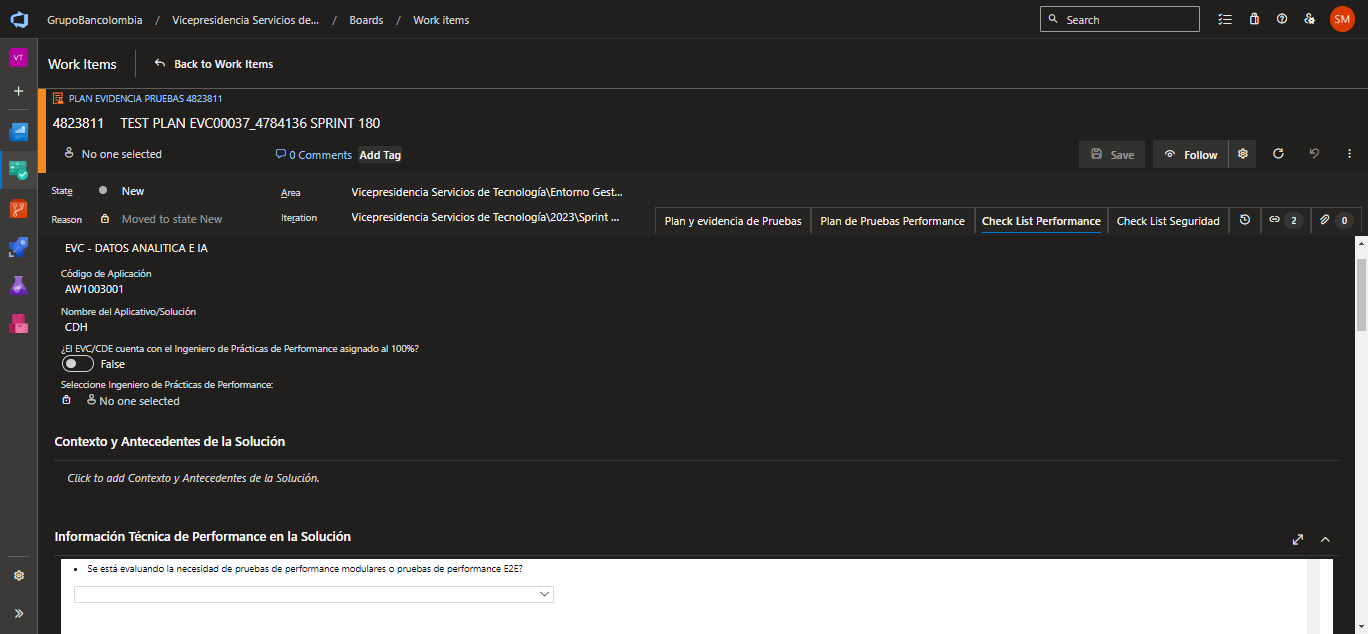 GrupoBancolombia / Vicepresidencia Servicios de... / Boards / Work items
Search
SM
VT
Work Items
Back to Work Items
PLAN EVIDENCIA PRUEBAS 4823811
4823811 TEST PLAN EVC00037_4784136 SPRINT 180
No one selected
0 Comments
Add Tag
Save
Follow
State
New
Area
Vicepresidencia Servicios de Tecnología\Entorno Gest...
Reason
Moved to state New
Iteration
Vicepresidencia Servicios de Tecnología\2023\Sprint ...
Plan y evidencia de Pruebas
Plan de Pruebas Performance
Check List Performance
Check List Seguridad
2
0
EVC - DATOS ANALITICA E IA
Código de Aplicación
AW1003001
Nombre del Aplicativo/Solución
CDH
¿El EVC/CDE cuenta con el Ingeniero de Prácticas de Performance asignado al 100%?
False
Seleccione Ingeniero de Prácticas de Performance:
No one selected
Contexto y Antecedentes de la Solución
Click to add Contexto y Antecedentes de la Solución.
Información Técnica de Performance en la Solución
• Se está evaluando la necesidad de pruebas de performance modulares o pruebas de performance E2E?